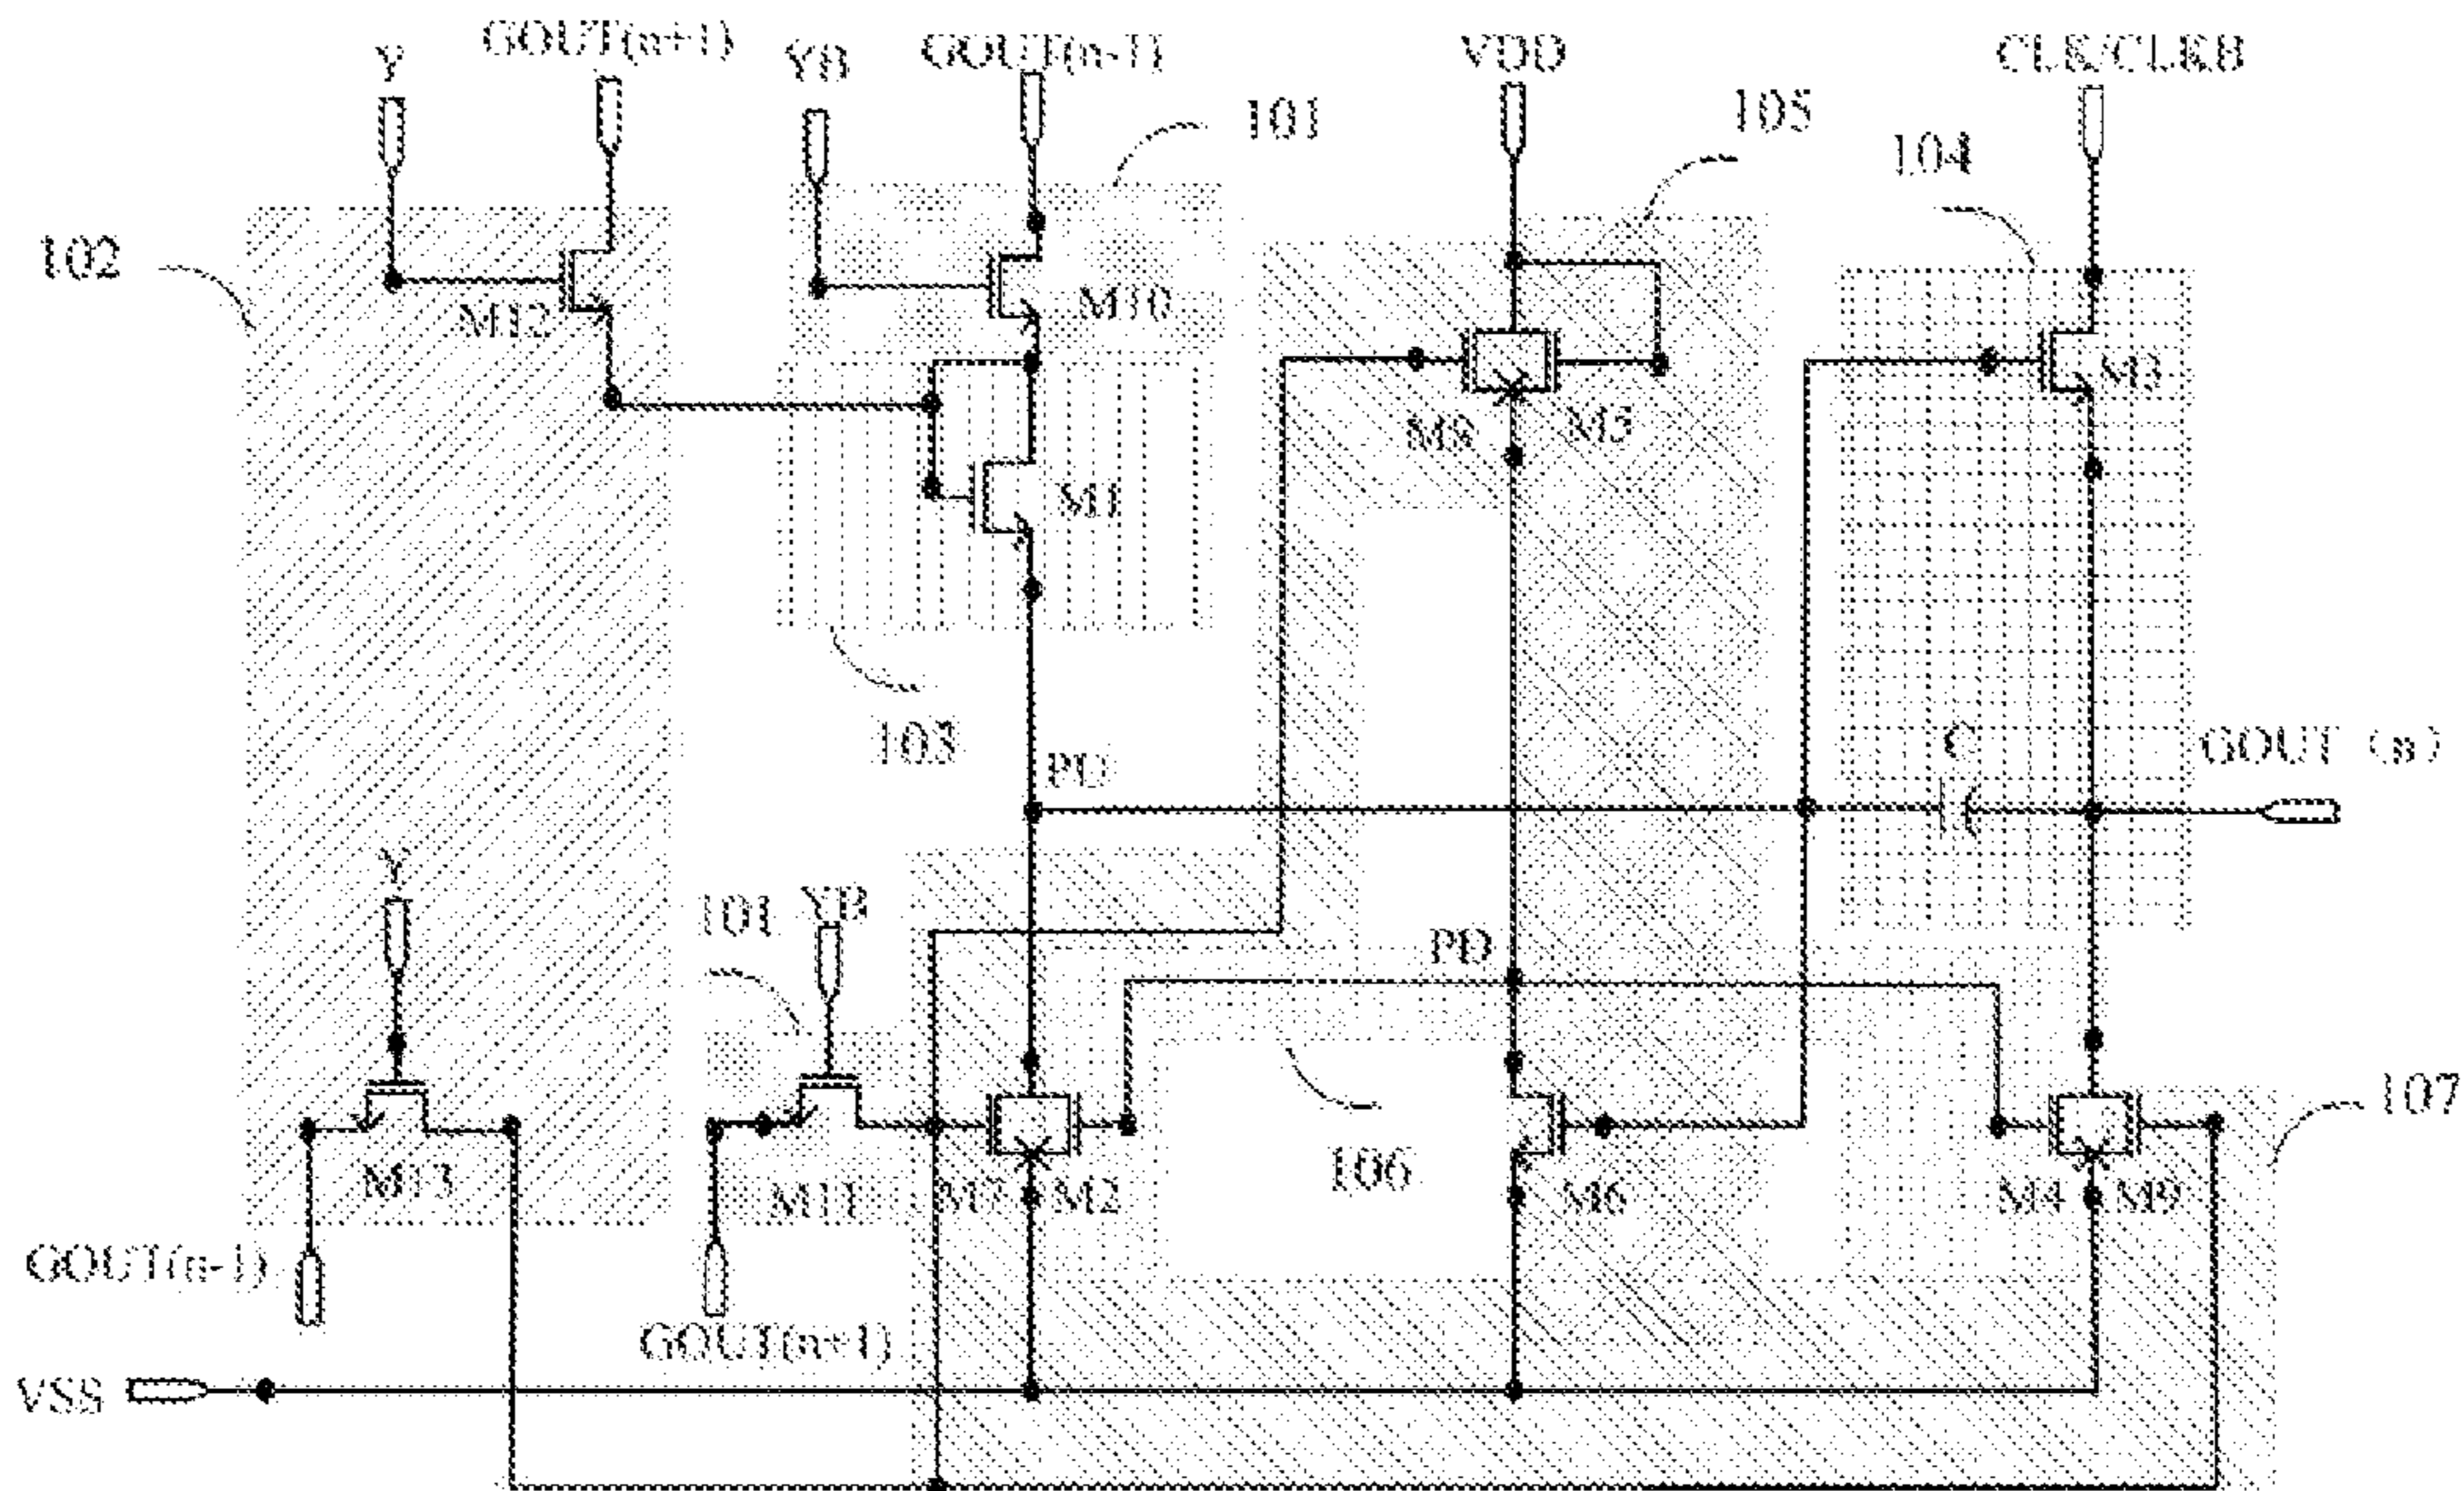 Y
GOUT(n+1)
YB
GOUT(n-1)
VDD
CLK/CLKB
101
105
104
102
M12
M10
M8
M5
M3
M1
103
PD
C
GOUT (n)
Y
101
YB
PD
107
M13
M11
M7
M2
106
M6
M4
M9
GOUT(n-1)
GOUT(n+1)
VSS